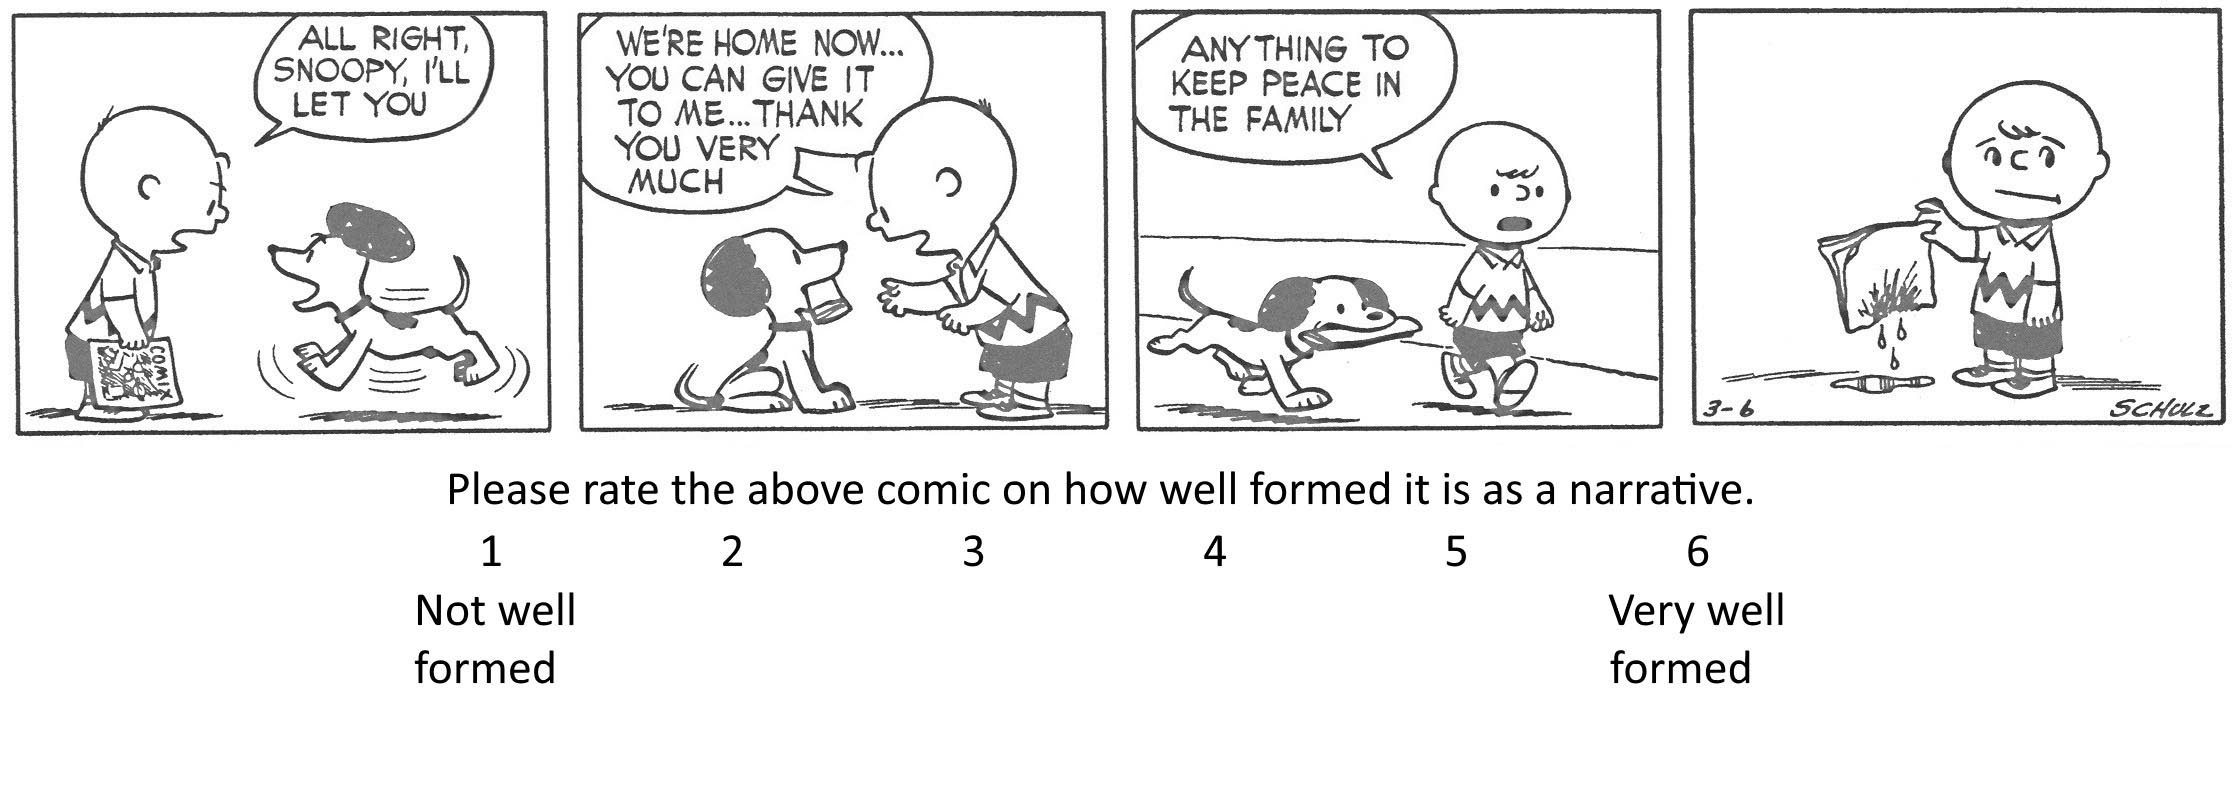 ALL RIGHT,
SNOOPY, I'LL
LET YOU
COMIX
WE'RE HOME NOW...
YOU CAN GIVE IT
TO ME...THANK
YOU VERY
MUCH
ANYTHING TO
KEEP PEACE IN
THE FAMILY
3-6
SCHULZ
Please rate the above comic on how well formed it is as a narrative.
1 2 3 4 5 6
Not well
formed
Very well
formed